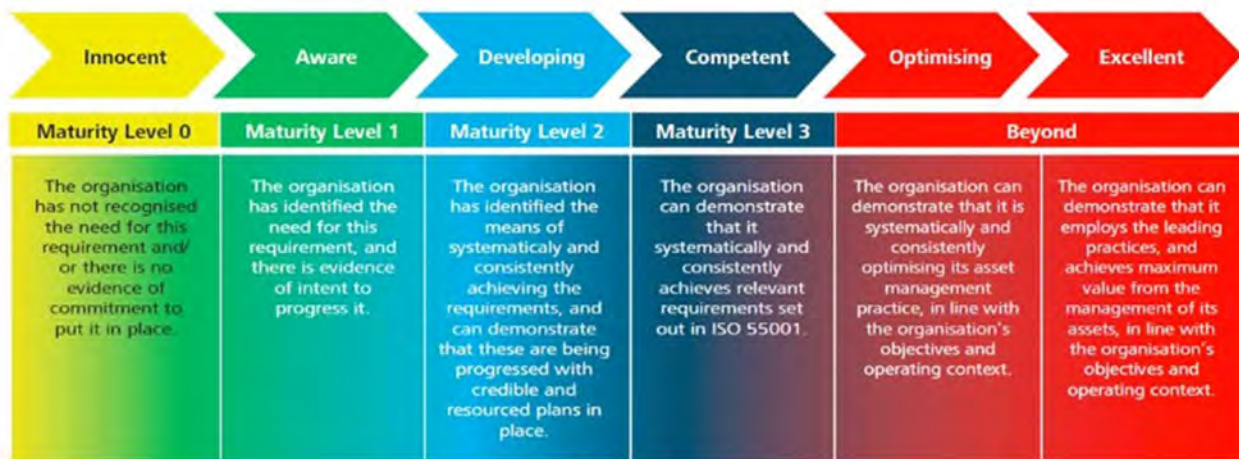 Innocent
Aware
Developing
Competent
Optimising
Excellent
Maturity Level 0
Maturity Level 1
Maturity Level 2
Maturity Level 3
Beyond
The organisation
has not recognised
the need for this
requirement and/
or there is no
evidence of
commitment to
put it in place.
The organisation
has identified the
need for this
requirement, and
there is evidence
of intent to
progress it.
The organisation
has identified the
means of
systematicaly and
consistently
achieving the
requirements, and
can demonstrate
that these are being
progressed with
credible and
resourced plans in
place.
The organisation
can demonstrate
that it
systematically and
consistently
achieves relevant
requirements set
out in ISO 55001.
The organisation can
demonstrate that it is
systematically and
consistently
optimising its asset
management
practice, in line with
the organisation's
objectives and
operating context.
The organisation can
demonstrate that it
employs the leading
practices, and
achieves maximum
value from the
management of its
assets, in line with
the organisation's
objectives and
operating context.